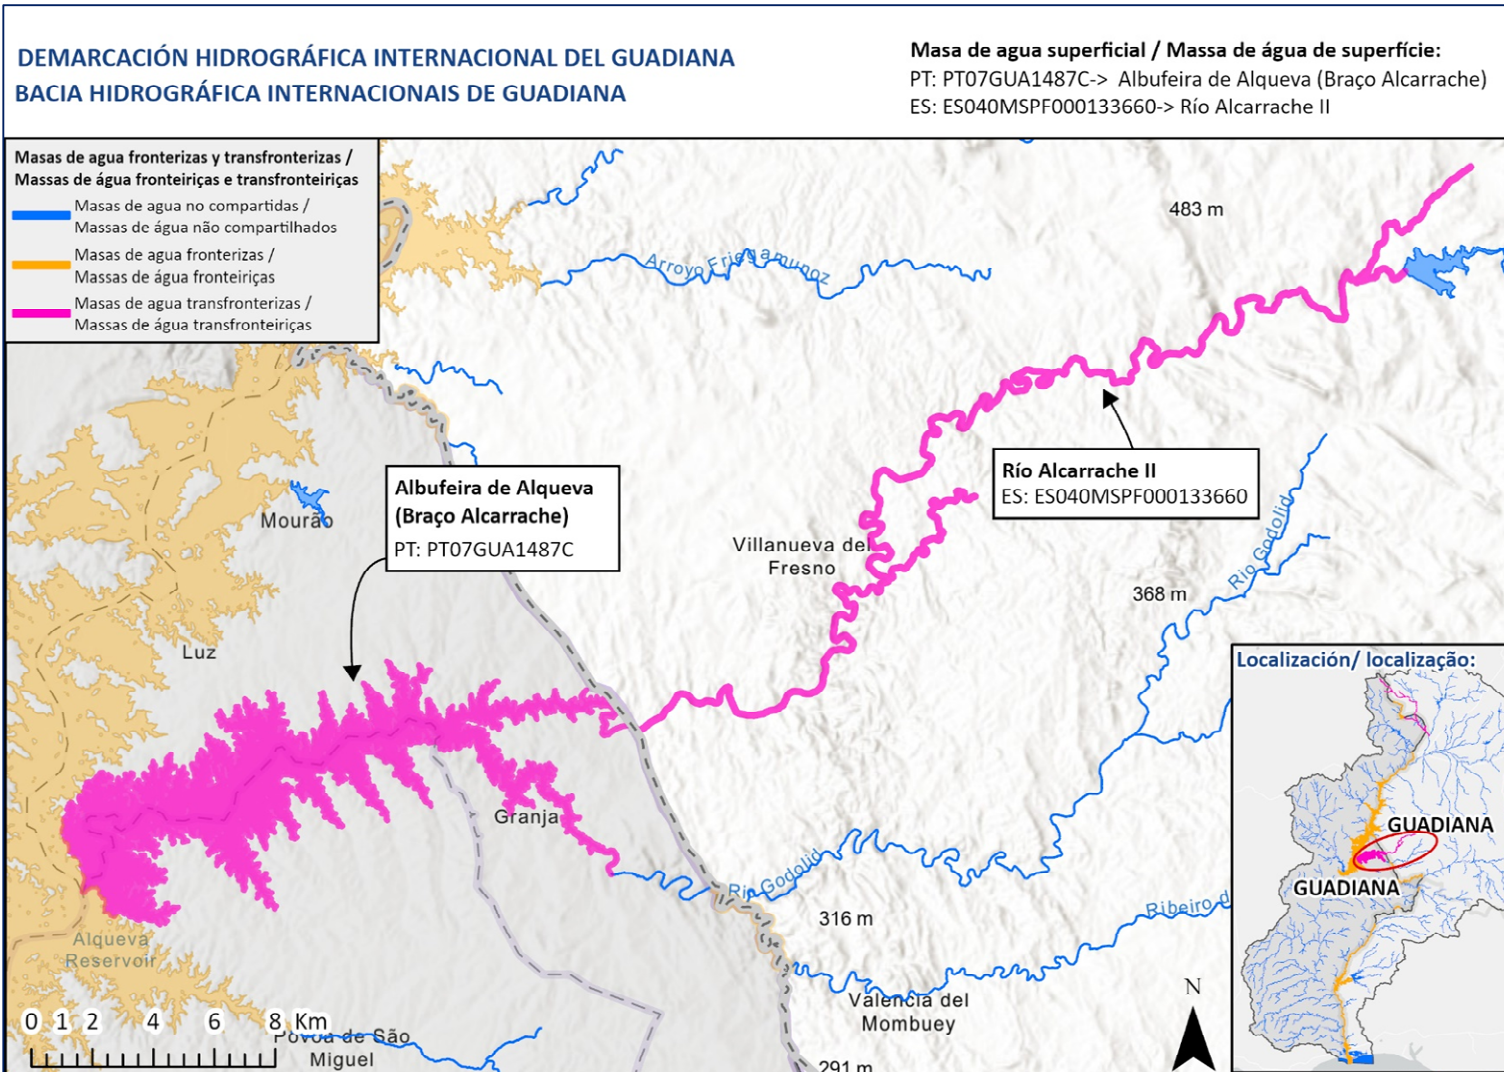 DEMARCACIÓN HIDROGRÁFICA INTERNACIONAL DEL GUADIANA
BACIA HIDROGRÁFICA INTERNACIONAIS DE GUADIANA
Masa de agua superficial / Massa de água de superfície:
PT: PT07GUA1487C-> Albufeira de Alqueva (Braço Alcarrache)
ES: ES040MSPF000133660-> Río Alcarrache II
Masas de agua fronterizas y transfronterizas /
Massas de água fronteiriças e transfronteiriças
Masas de agua no compartidas /
Massas de água não compartilhados
Masas de agua fronterizas /
Massas de água fronteiriças
Masas de agua transfronterizas /
Massas de água transfronteiriças
483 m
Arroyo Friegamunoz
Albufeira de Alqueva
(Braço Alcarrache)
PT: PT07GUA1487C
Río Alcarrache II
ES: ES040MSPF000133660
Mourão
Villanueva del
Fresno
Rio Godolid
368 m
Luz
Granja
Rio Godolid
316 m
Ribeiro d
Alqueva
Reservoir
Valencia del
Mombuey
291 m
Póvoa de São
Miguel
0 1 2 4 6 8 Km
N
Localización/ localização:
GUADIANA
GUADIANA